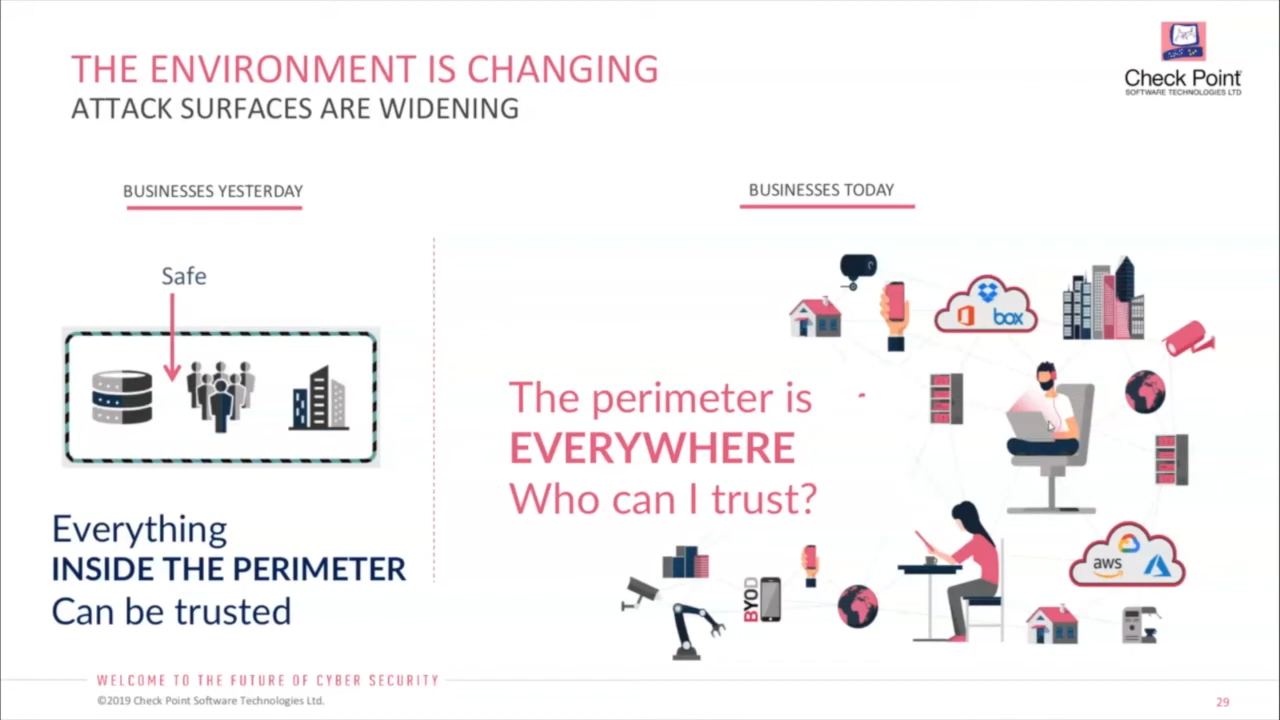 THE ENVIRONMENT IS CHANGING
ATTACK SURFACES ARE WIDENING
Check Point
SOFTWARE TECHNOLOGIES LTD
BUSINESSES YESTERDAY
Safe
Everything
INSIDE THE PERIMETER
Can be trusted
BUSINESSES TODAY
box
The perimeter is
EVERYWHERE
Who can I trust?
aws
BYOD
WELCOME TO THE FUTURE OF CYBER SECURITY
©2019 Check Point Software Technologies Ltd.
29